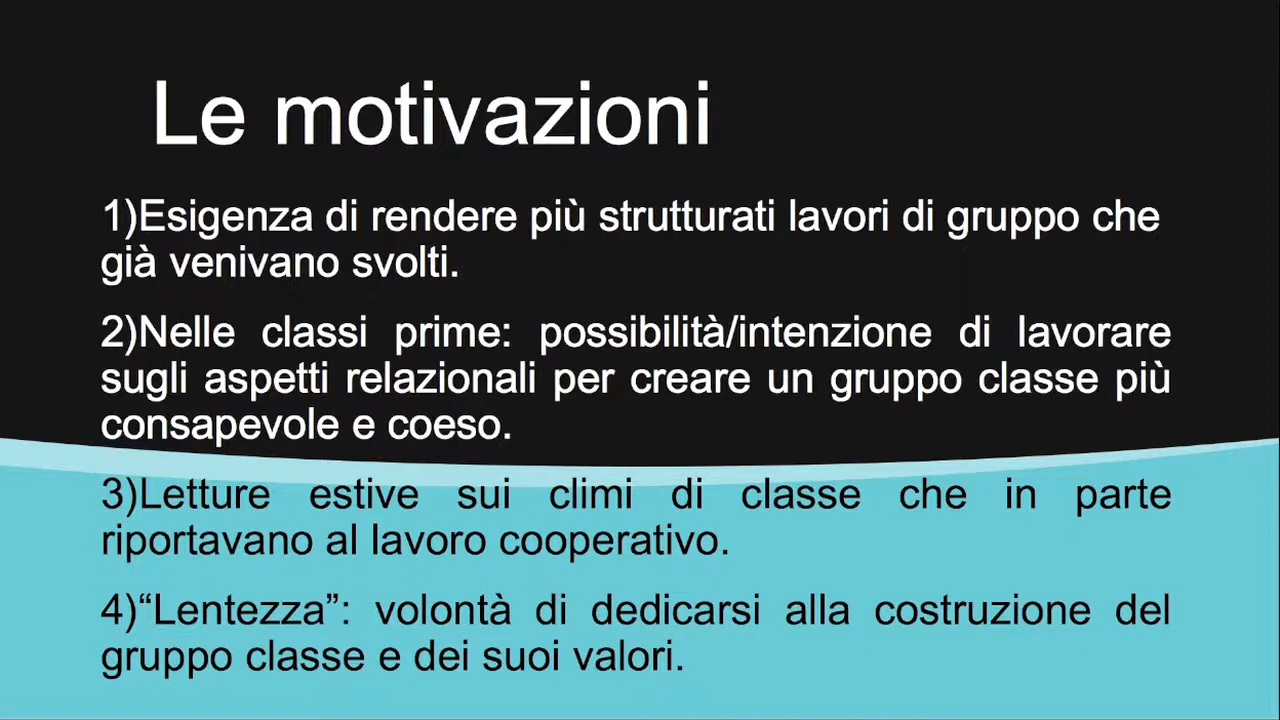 Le motivazioni
1)Esigenza di rendere più strutturati lavori di gruppo che
già venivano svolti.
2)Nelle classi prime: possibilità/intenzione di lavorare
sugli aspetti relazionali per creare un gruppo classe più
consapevole e coeso.
3)Letture estive sui climi di classe che in parte
riportavano al lavoro cooperativo.
4)“Lentezza”: volontà di dedicarsi alla costruzione del
gruppo classe e dei suoi valori.